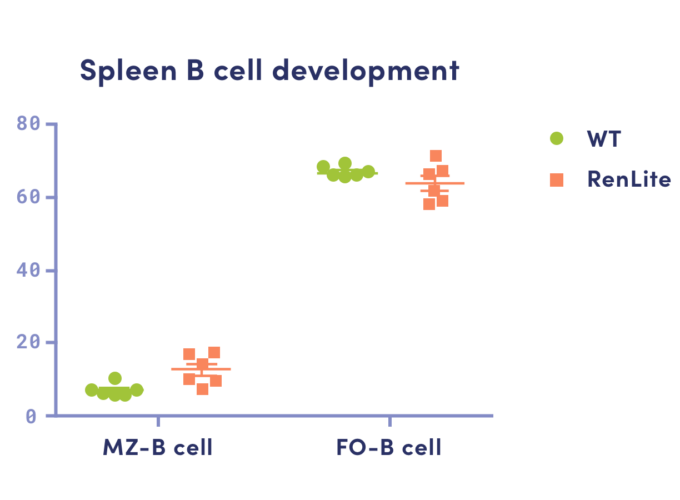 Spleen B cell development
80
60
40
20
0
MZ-B cell
FO-B cell
WT
RenLite